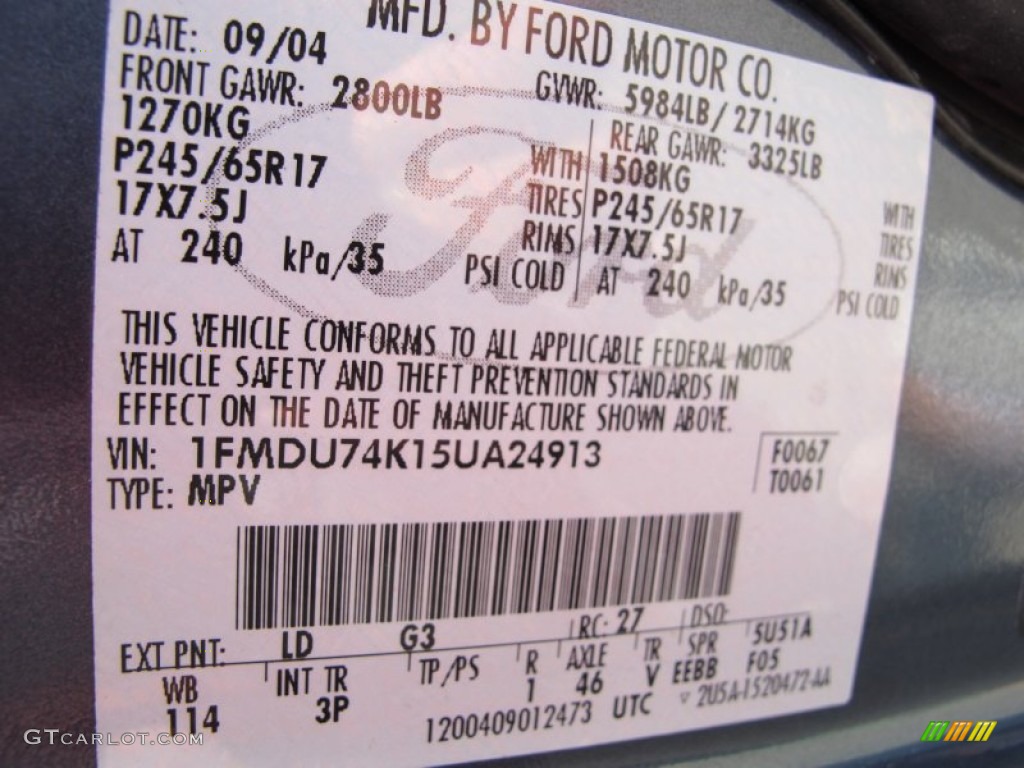 MFD. BY FORD MOTOR CO.
DATE: 09/04 GVWR: 5984LB/2714KG
FRONT GAWR: 2800LB REAR GAWR: 3325LB
1270KG WITH 1508KG WITH
P245/65R17 TIRES P245/65R17 TIRES
17X7.5J RIMS 17X7.5J RIMS
AT 240 kPa/35 PSI COLD AT 240 kPa/35 PSI COLD
Ford
THIS VEHICLE CONFORMS TO ALL APPLICABLE FEDERAL MOTOR
VEHICLE SAFETY AND THEFT PREVENTION STANDARDS IN
EFFECT ON THE DATE OF MANUFACTURE SHOWN ABOVE.
VIN: 1FMDU74K15UA24913 F0067
TYPE: MPV T0061
EXT PNT: LD G3 RC: 27 DSO:
WB INT TR TP/PS R AXLE TR SPR 5U51A
114 3P 1 46 V EEBB F05
1200409012473 UTC ▽ 2U5A-1520472-AA
GTCARLOT.COM